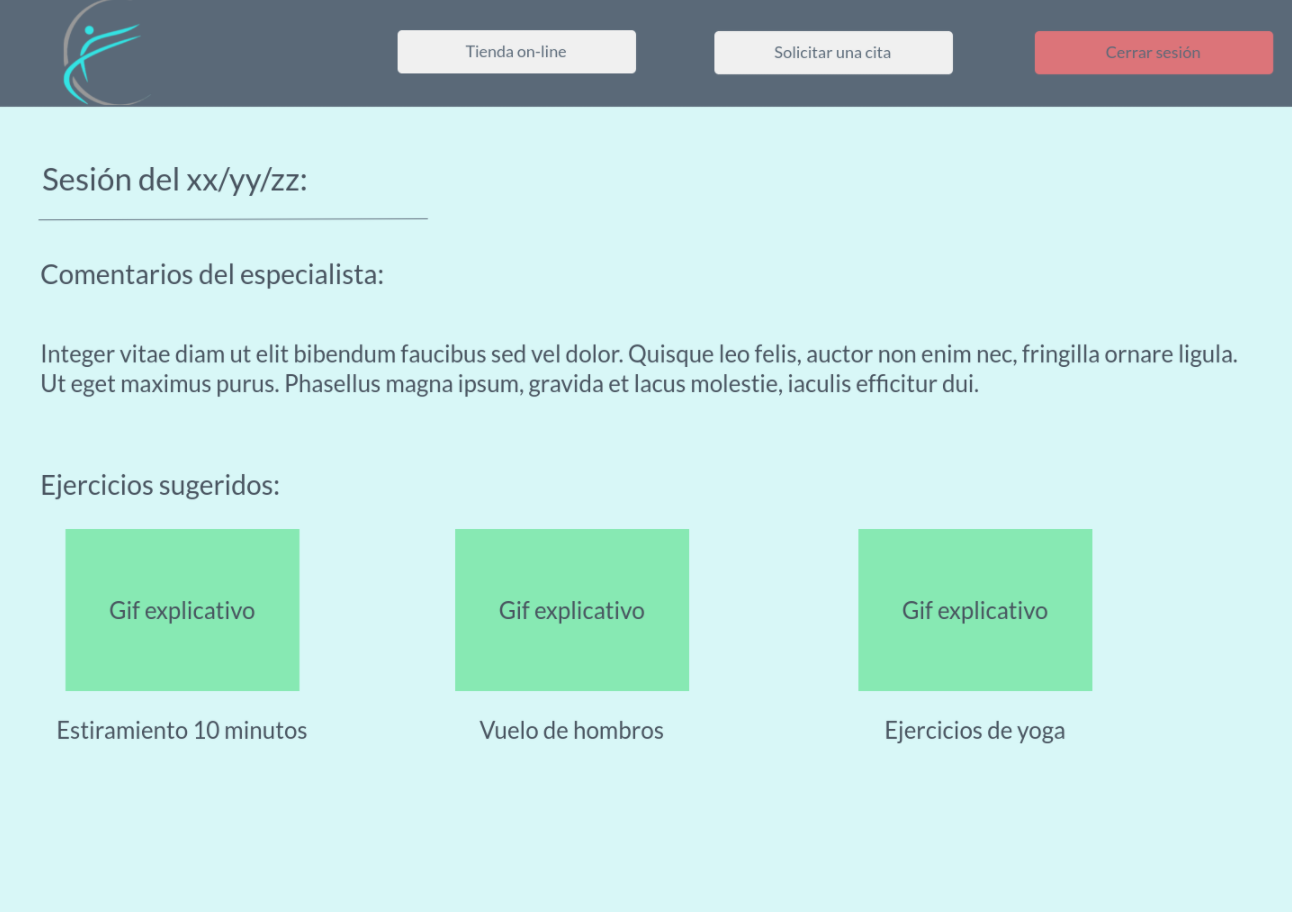 Tienda on-line
Solicitar una cita
Cerrar sesión
Sesión del xx/yy/zz:
Comentarios del especialista:
Integer vitae diam ut elit bibendum faucibus sed vel dolor. Quisque leo felis, auctor non enim nec, fringilla ornare ligula.
Ut eget maximus purus. Phasellus magna ipsum, gravida et lacus molestie, iaculis efficitur dui.
Ejercicios sugeridos:
Gif explicativo
Gif explicativo
Gif explicativo
Estiramiento 10 minutos
Vuelo de hombros
Ejercicios de yoga